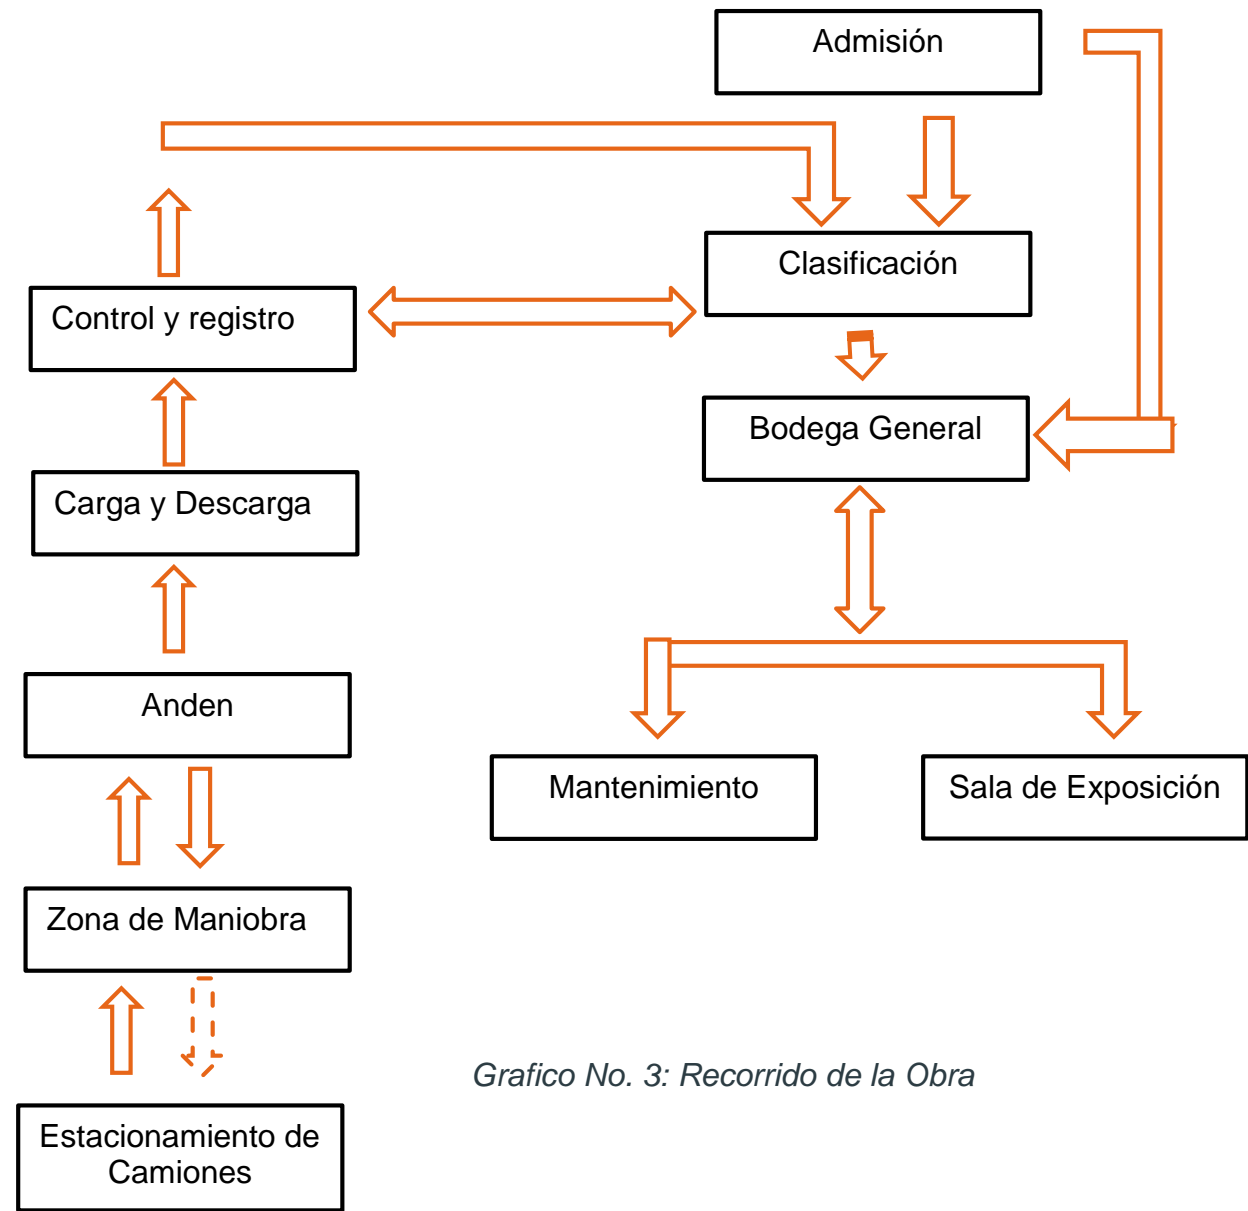 Admisión
Clasificación
Control y registro
Bodega General
Carga y Descarga
Anden
Mantenimiento
Sala de Exposición
Zona de Maniobra
Grafico No. 3: Recorrido de la Obra
Estacionamiento de
Camiones